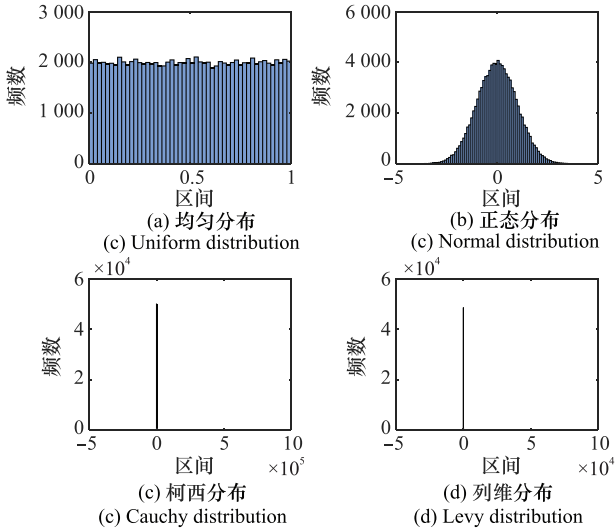 3 000
2 000
1 000
0
频数
0
0.5
1
区间
(a) 均匀分布
(c) Uniform distribution
6 000
4 000
2 000
0
频数
−5
0
5
区间
(b) 正态分布
(c) Normal distribution
×10⁴
6
4
2
0
频数
−5
0
5
10
区间
×10⁵
(c) 柯西分布
(c) Cauchy distribution
×10⁴
6
4
2
0
频数
−5
0
5
10
区间
×10⁴
(d) 列维分布
(d) Levy distribution